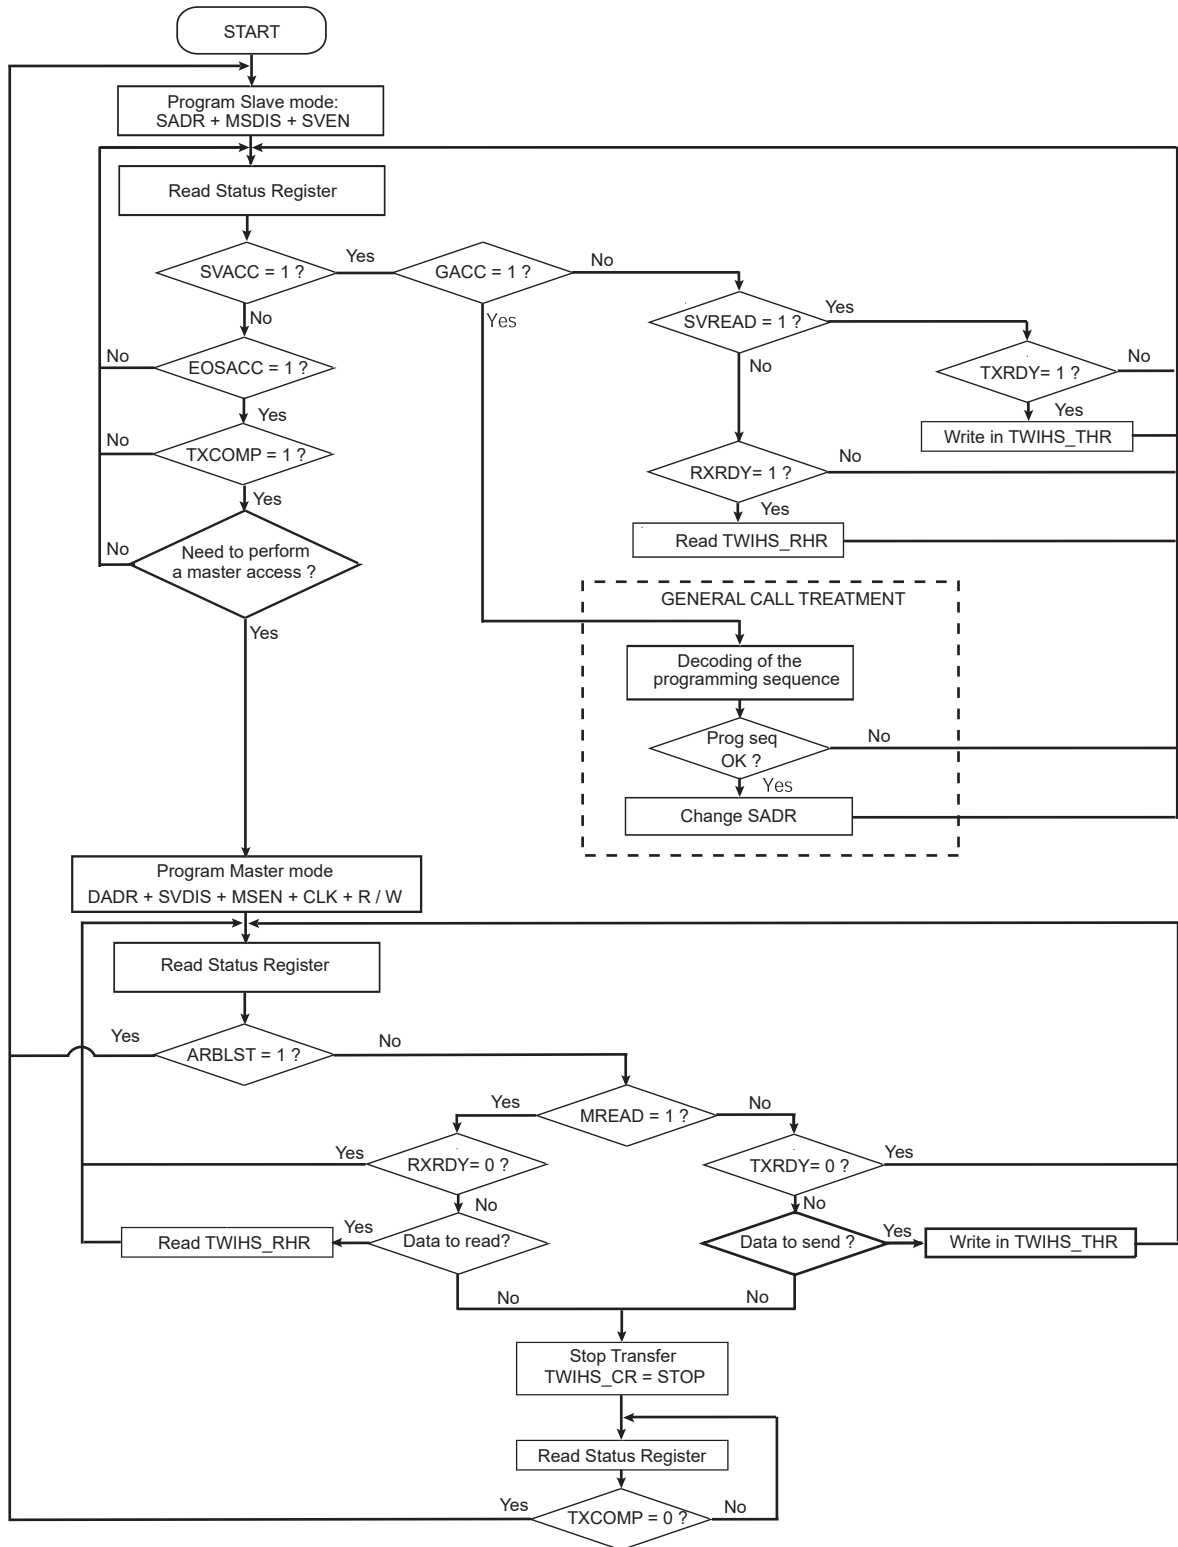 START
Program Slave mode:
SADR + MSDIS + SVEN
Read Status Register
SVACC = 1 ?
Yes
GACC = 1 ?
No
SVREAD = 1 ?
Yes
No
Yes
No
EOSACC = 1 ?
No
TXRDY= 1 ?
No
Yes
Yes
Write in TWIHS_THR
No
TXCOMP = 1 ?
RXRDY= 1 ?
No
Yes
Yes
Read TWIHS_RHR
No
Need to perform
a master access ?
Yes
GENERAL CALL TREATMENT
Decoding of the
programming sequence
Prog seq
OK ?
No
Yes
Change SADR
Program Master mode
DADR + SVDIS + MSEN + CLK + R / W
Read Status Register
Yes
ARBLST = 1 ?
No
Yes
MREAD = 1 ?
No
Yes
RXRDY= 0 ?
TXRDY= 0 ?
Yes
No
No
Read TWIHS_RHR
Yes
Data to read?
Data to send ?
Yes
Write in TWIHS_THR
No
No
Stop Transfer
TWIHS_CR = STOP
Read Status Register
Yes
TXCOMP = 0 ?
No